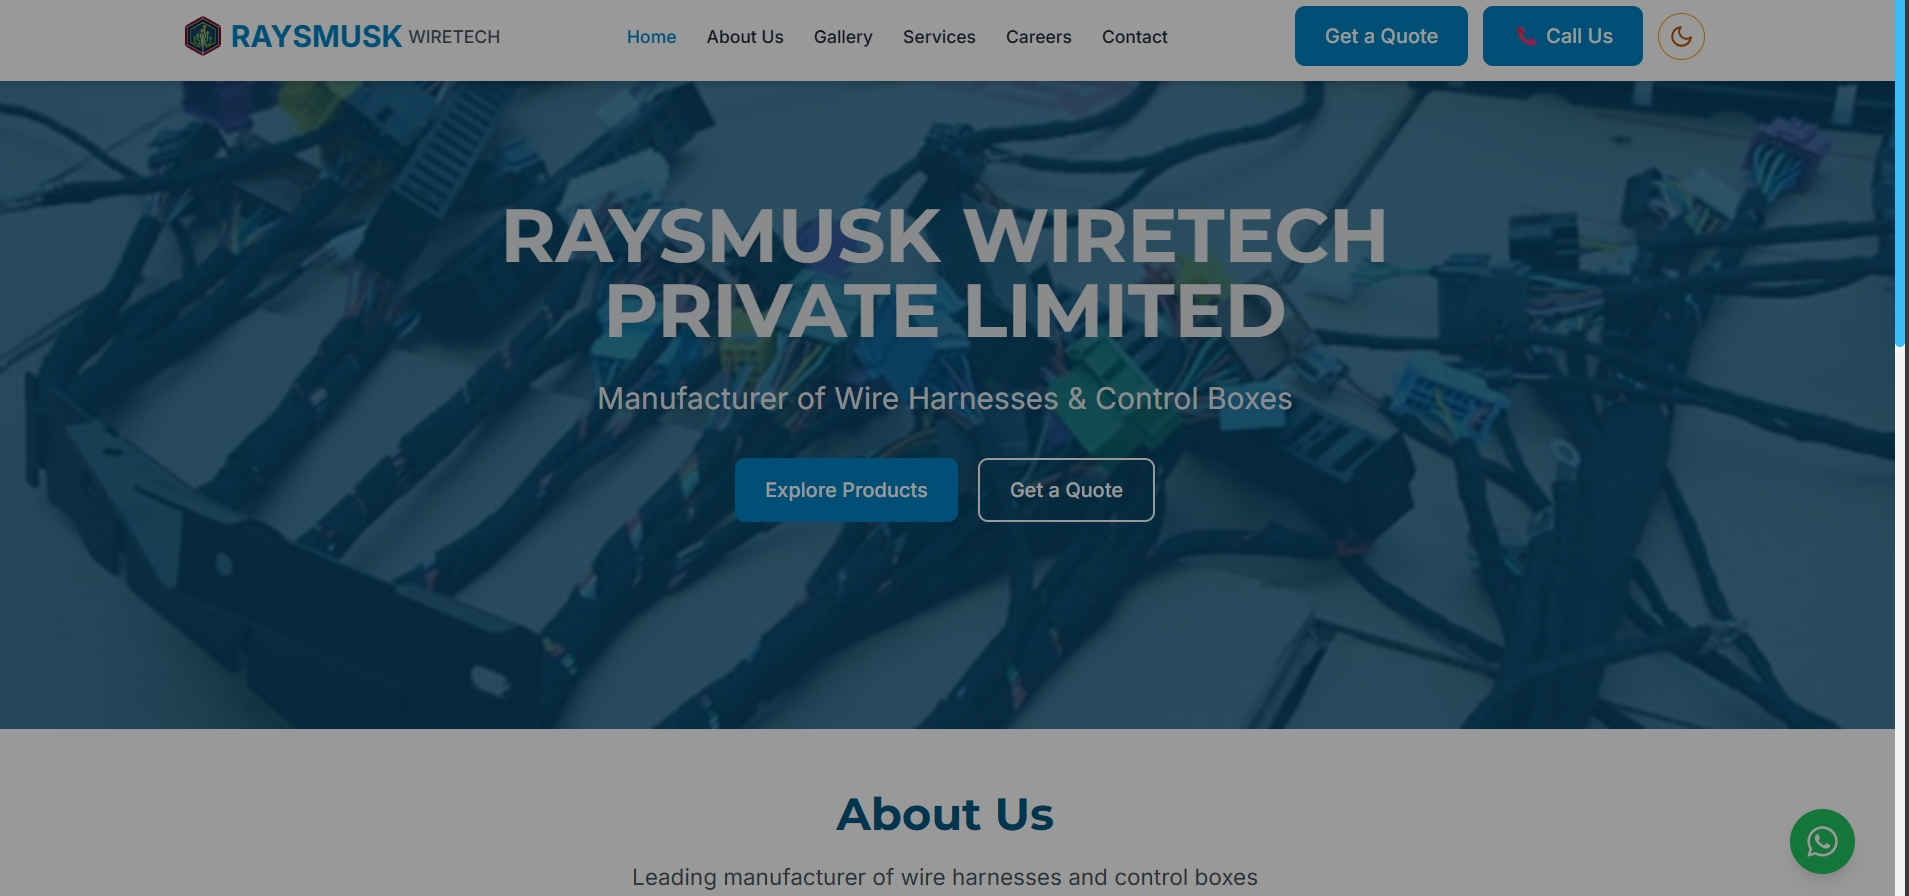 RAYSMUSK WIRETECH
Home
About Us
Gallery
Services
Careers
Contact
Get a Quote
Call Us
RAYSMUSK WIRETECH
PRIVATE LIMITED
Manufacturer of Wire Harnesses & Control Boxes
Explore Products
Get a Quote
About Us
Leading manufacturer of wire harnesses and control boxes